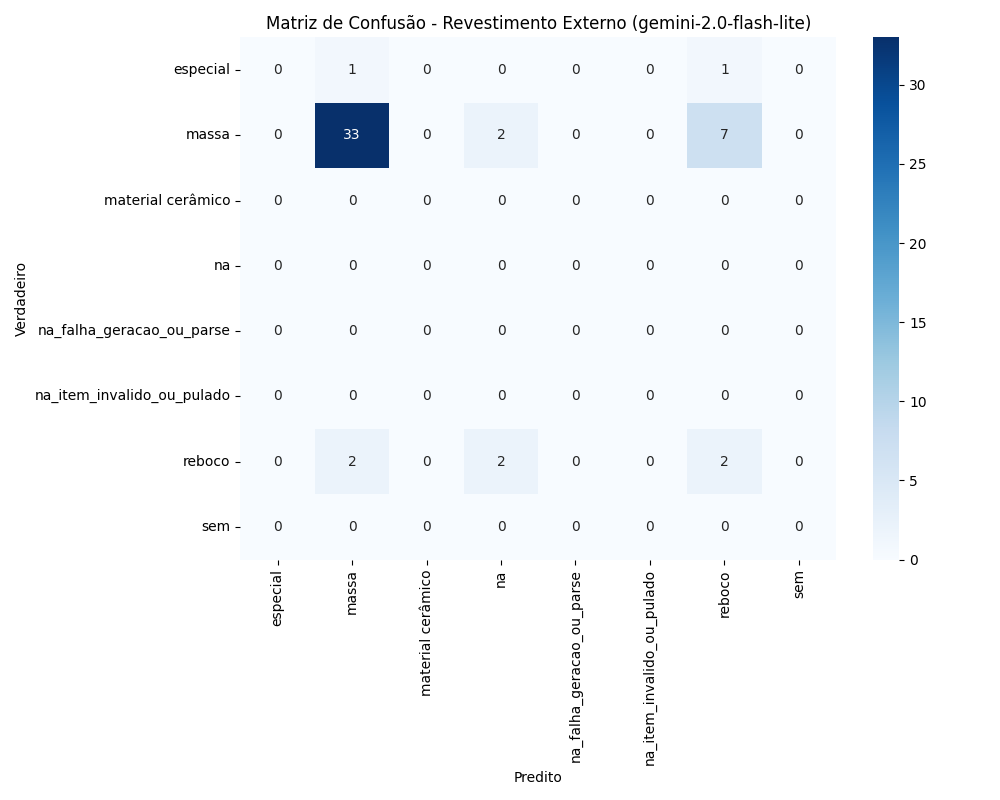 Matriz de Confusão - Revestimento Externo (gemini-2.0-flash-lite)
Verdadeiro
especial 0 1 0 0 0 0 1 0
massa 0 33 0 2 0 0 7 0
material cerâmico 0 0 0 0 0 0 0 0
na 0 0 0 0 0 0 0 0
na_falha_geracao_ou_parse 0 0 0 0 0 0 0 0
na_item_invalido_ou_pulado 0 0 0 0 0 0 0 0
reboco 0 2 0 2 0 0 2 0
sem 0 0 0 0 0 0 0 0
especial
massa
material cerâmico
na
na_falha_geracao_ou_parse
na_item_invalido_ou_pulado
reboco
sem
Predito
30
25
20
15
10
5
0